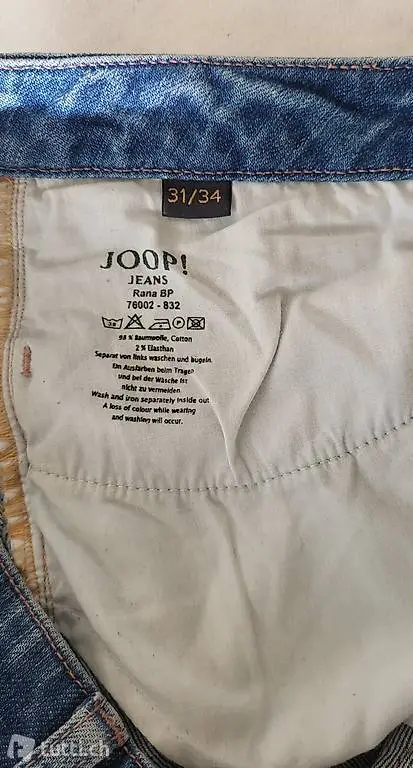 31/34
JOOP!
JEANS
Rana BP
76002 - 832
98 % Baumwolle, Cotton
2 % Elasthan
Separat von links waschen und bügeln.
Ein Ausfärben beim Tragen
und bei der Wäsche ist
nicht zu vermeiden.
Wash and iron separately inside out
A loss of colour while wearing
and washing will occur.
tutti.ch